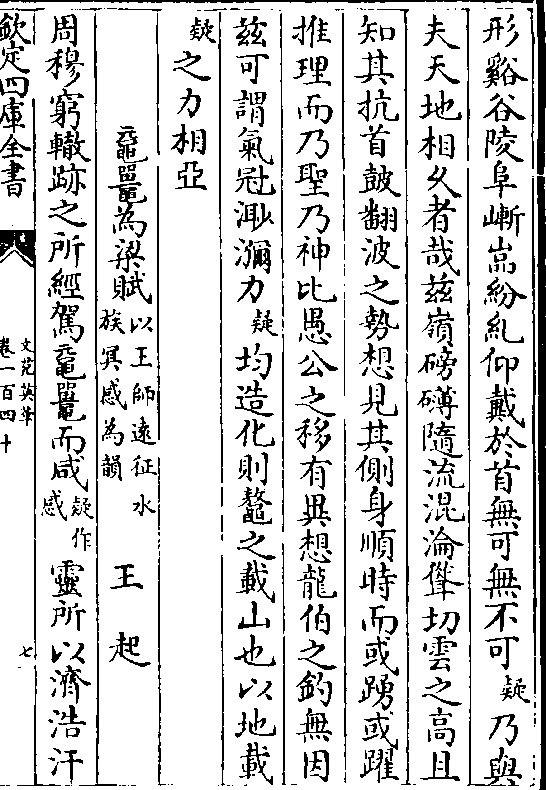 形谿谷陵阜嶃嵓紛糺仰戴於首無可無不可疑乃與
夫天地相久者哉兹嶺磅礴隨流混淪聳切雲之高且
知其抗首鼓翻波之勢想見其側身順時而或踴或躍
推理而乃聖乃神比愚公之移有異想龍伯之釣無因
兹可謂氣冠溟瀰力疑均造化則鼇之載山也以地載
疑之力相亞
黿鼉為梁賦以王師遠征水族冥感為韻 王起
周穆窮轍跡之所經駕黿鼉而咸疑作感靈所以濟浩汗
欽定四庫全書
文苑英華
卷一百四十
七